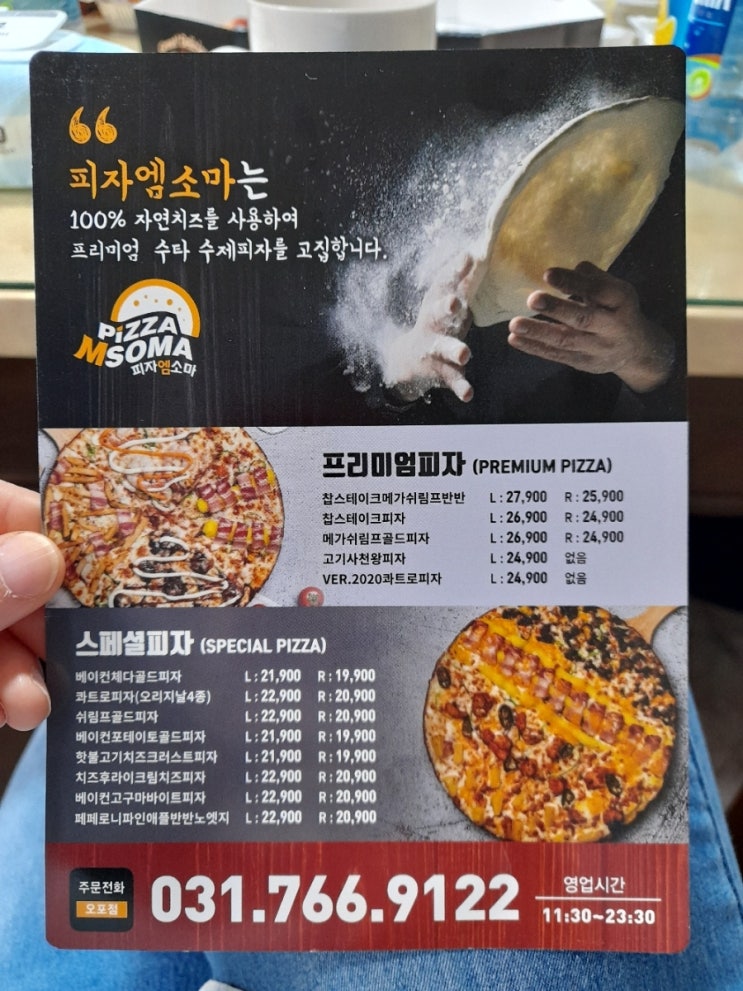 피자엠소마는
100% 자연치즈를 사용하여
프리미엄 수타 수제피자를 고집합니다.
PiZZA
MSOMA
피자엠소마
프리미엄피자 (PREMIUM PIZZA)
찹스테이크메가쉬림프반반 L : 27,900 R : 25,900
찹스테이크피자 L : 26,900 R : 24,900
메가쉬림프골드피자 L : 26,900 R : 24,900
고기사천왕피자 L : 24,900 없음
VER.2020콰트로피자 L : 24,900 없음
스페셜피자 (SPECIAL PIZZA)
베이컨체다골드피자 L : 21,900 R : 19,900
콰트로피자(오리지날4종) L : 22,900 R : 20,900
쉬림프골드피자 L : 22,900 R : 20,900
베이컨포테이토골드피자 L : 21,900 R : 19,900
핫불고기치즈크러스트피자 L : 21,900 R : 19,900
치즈후라이크림치즈피자 L : 22,900 R : 20,900
베이컨고구마바이트피자 L : 22,900 R : 20,900
페페로니파인애플반반노엣지 L : 22,900 R : 20,900
주문전화
오포점
031.766.9122
영업시간
11:30~23:30